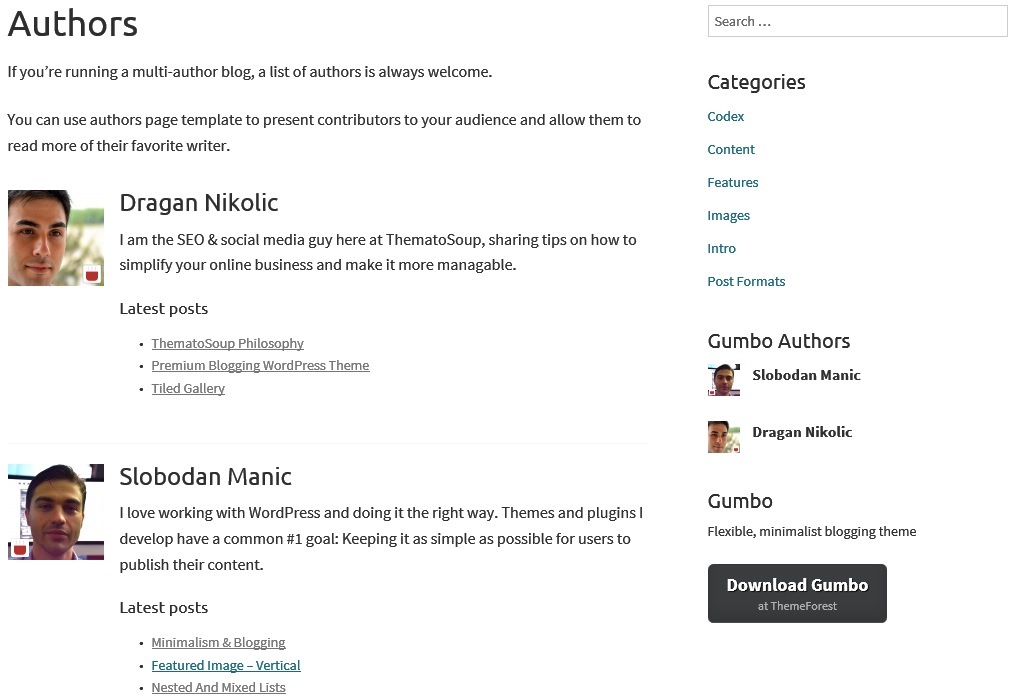 Authors
If you’re running a multi-author blog, a list of authors is always welcome.
You can use authors page template to present contributors to your audience and allow them to
read more of their favorite writer.
Dragan Nikolic
I am the SEO & social media guy here at ThematoSoup, sharing tips on how to
simplify your online business and make it more managable.
Latest posts
• ThematoSoup Philosophy
• Premium Blogging WordPress Theme
• Tiled Gallery
Slobodan Manic
I love working with WordPress and doing it the right way. Themes and plugins I
develop have a common #1 goal: Keeping it as simple as possible for users to
publish their content.
Latest posts
• Minimalism & Blogging
• Featured Image – Vertical
• Nested And Mixed Lists
Search …
Categories
Codex
Content
Features
Images
Intro
Post Formats
Gumbo Authors
Slobodan Manic
Dragan Nikolic
Gumbo
Flexible, minimalist blogging theme
Download Gumbo
at ThemeForest